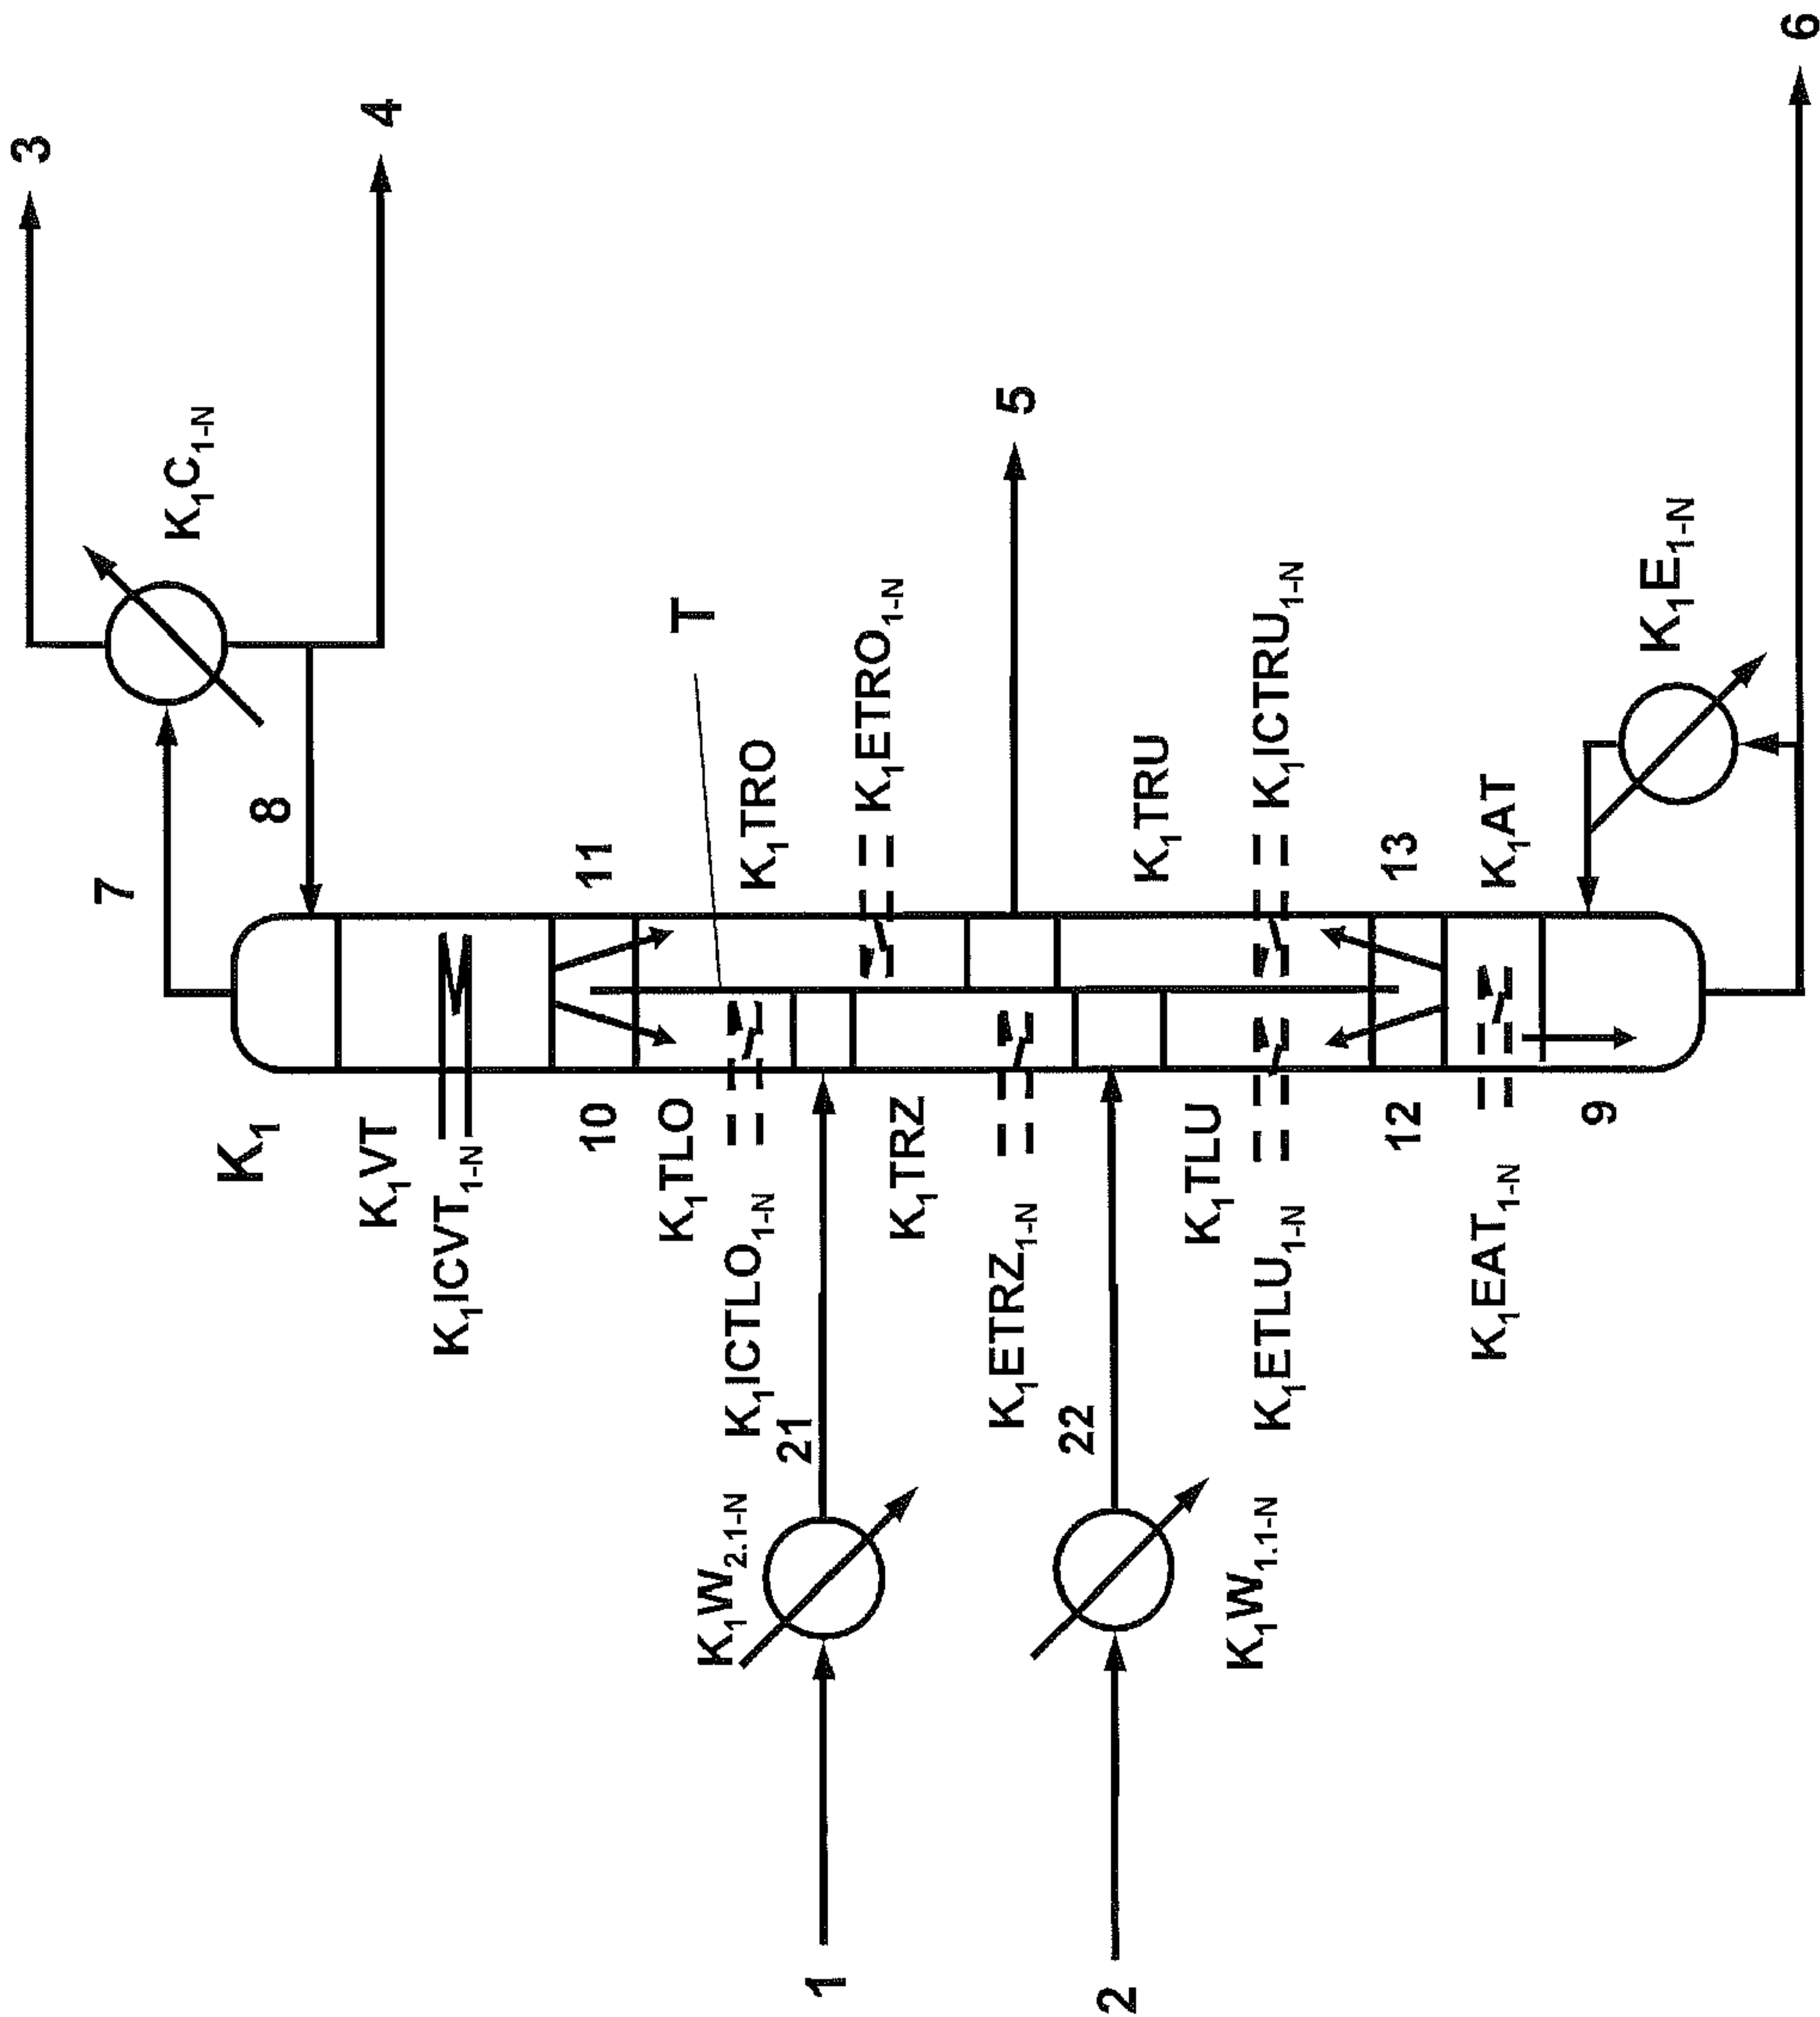 3
4
K₁C₁₋N
7
8
T
K₁
K₁VT
K₁ICVT₁₋N
10
11
K₁TLO
K₁TRO
K₁ICTLO₁₋N
K₁ETRO₁₋N
K₁W₂.₁₋N
21
1
K₁TRZ
K₁ETRZ₁₋N
5
22
2
K₁W₁.₁₋N
K₁TLU
K₁TRU
K₁ETLU₁₋N
K₁ICTRU₁₋N
12
13
K₁EAT₁₋N
K₁AT
9
K₁E₁₋N
6